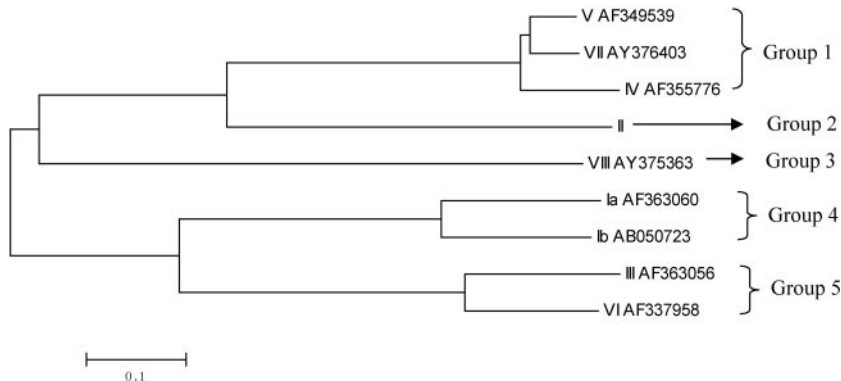 V AF349539
VII AY376403
IV AF355776
Group 1
II
Group 2
VIII AY375363
Group 3
Ia AF363060
Ib AB050723
Group 4
III AF363056
VI AF337958
Group 5
0.1